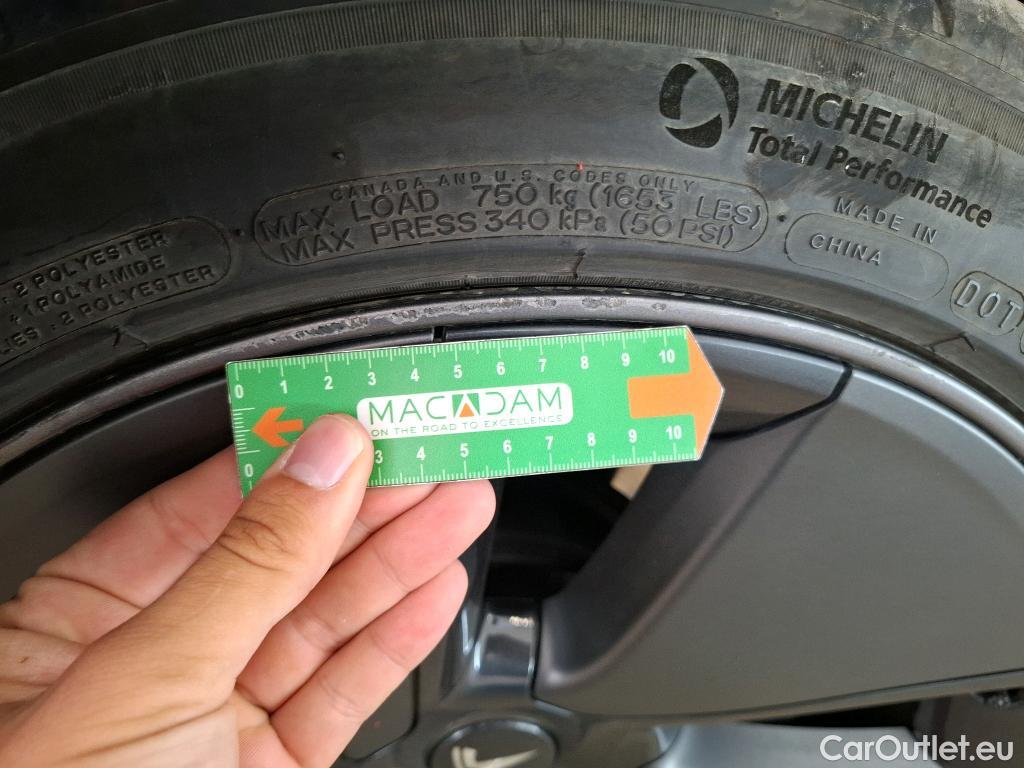 MICHELIN
Total Performance
CANADA AND U.S. CODES ONLY
MAX. LOAD 750 kg (1653 LBS)
MAX PRESS 340 kPa (50 PSI)
MADE IN
CHINA
DOT
: 2 POLYESTER
+ 1 POLYAMIDE
LIES : 2 POLYESTER
0 1 2 3 4 5 6 7 8 9 10
MACADAM
ON THE ROAD TO EXCELLENCE
0 3 4 5 6 7 8 9 10
CarOutlet.eu